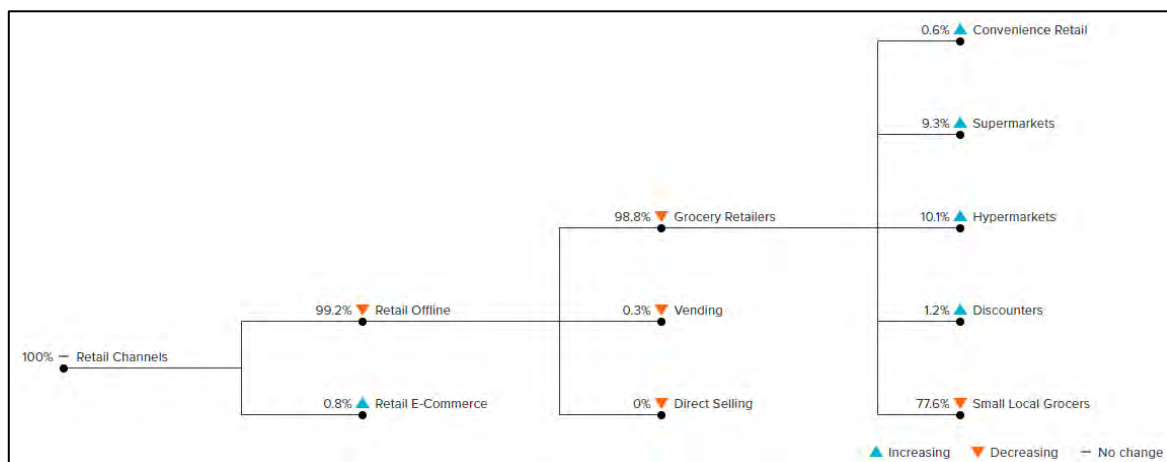 0.6% ▲ Convenience Retail
9.3% ▲ Supermarkets
98.8% ▼ Grocery Retailers
10.1% ▲ Hypermarkets
99.2% ▼ Retail Offline
0.3% ▼ Vending
1.2% ▲ Discounters
100% — Retail Channels
0.8% ▲ Retail E-Commerce
0% ▼ Direct Selling
77.6% ▼ Small Local Grocers
▲ Increasing ▼ Decreasing — No change